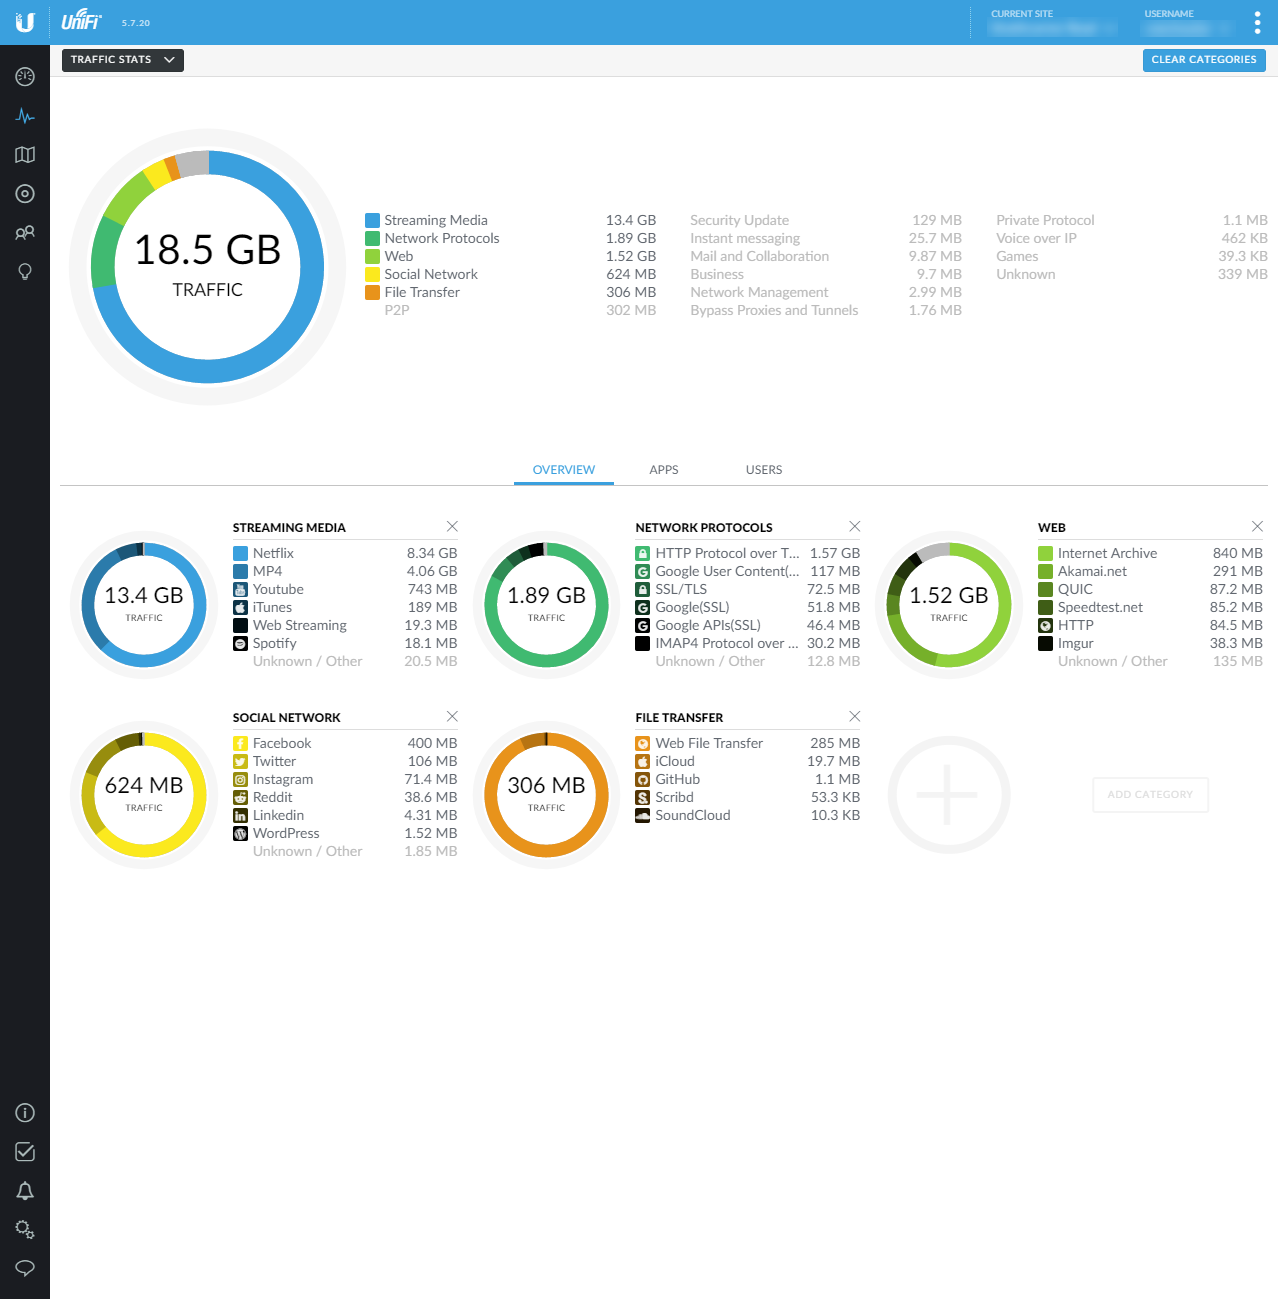 UniFi 5.7.20 CURRENT SITE USERNAME
TRAFFIC STATS CLEAR CATEGORIES
18.5 GB
TRAFFIC
Streaming Media 13.4 GB
Network Protocols 1.89 GB
Web 1.52 GB
Social Network 624 MB
File Transfer 306 MB
P2P 302 MB
Security Update 129 MB
Instant messaging 25.7 MB
Mail and Collaboration 9.87 MB
Business 9.7 MB
Network Management 2.99 MB
Bypass Proxies and Tunnels 1.76 MB
Private Protocol 1.1 MB
Voice over IP 462 KB
Games 39.3 KB
Unknown 339 MB
OVERVIEW APPS USERS
13.4 GB
TRAFFIC
STREAMING MEDIA
Netflix 8.34 GB
MP4 4.06 GB
Youtube 743 MB
iTunes 189 MB
Web Streaming 19.3 MB
Spotify 18.1 MB
Unknown / Other 20.5 MB
1.89 GB
TRAFFIC
NETWORK PROTOCOLS
HTTP Protocol over T... 1.57 GB
Google User Content(... 117 MB
SSL/TLS 72.5 MB
Google(SSL) 51.8 MB
Google APIs(SSL) 46.4 MB
IMAP4 Protocol over ... 30.2 MB
Unknown / Other 12.8 MB
1.52 GB
TRAFFIC
WEB
Internet Archive 840 MB
Akamai.net 291 MB
QUIC 87.2 MB
Speedtest.net 85.2 MB
HTTP 84.5 MB
Imgur 38.3 MB
Unknown / Other 135 MB
624 MB
TRAFFIC
SOCIAL NETWORK
Facebook 400 MB
Twitter 106 MB
Instagram 71.4 MB
Reddit 38.6 MB
Linkedin 4.31 MB
WordPress 1.52 MB
Unknown / Other 1.85 MB
306 MB
TRAFFIC
FILE TRANSFER
Web File Transfer 285 MB
iCloud 19.7 MB
GitHub 1.1 MB
Scribd 53.3 KB
SoundCloud 10.3 KB
ADD CATEGORY